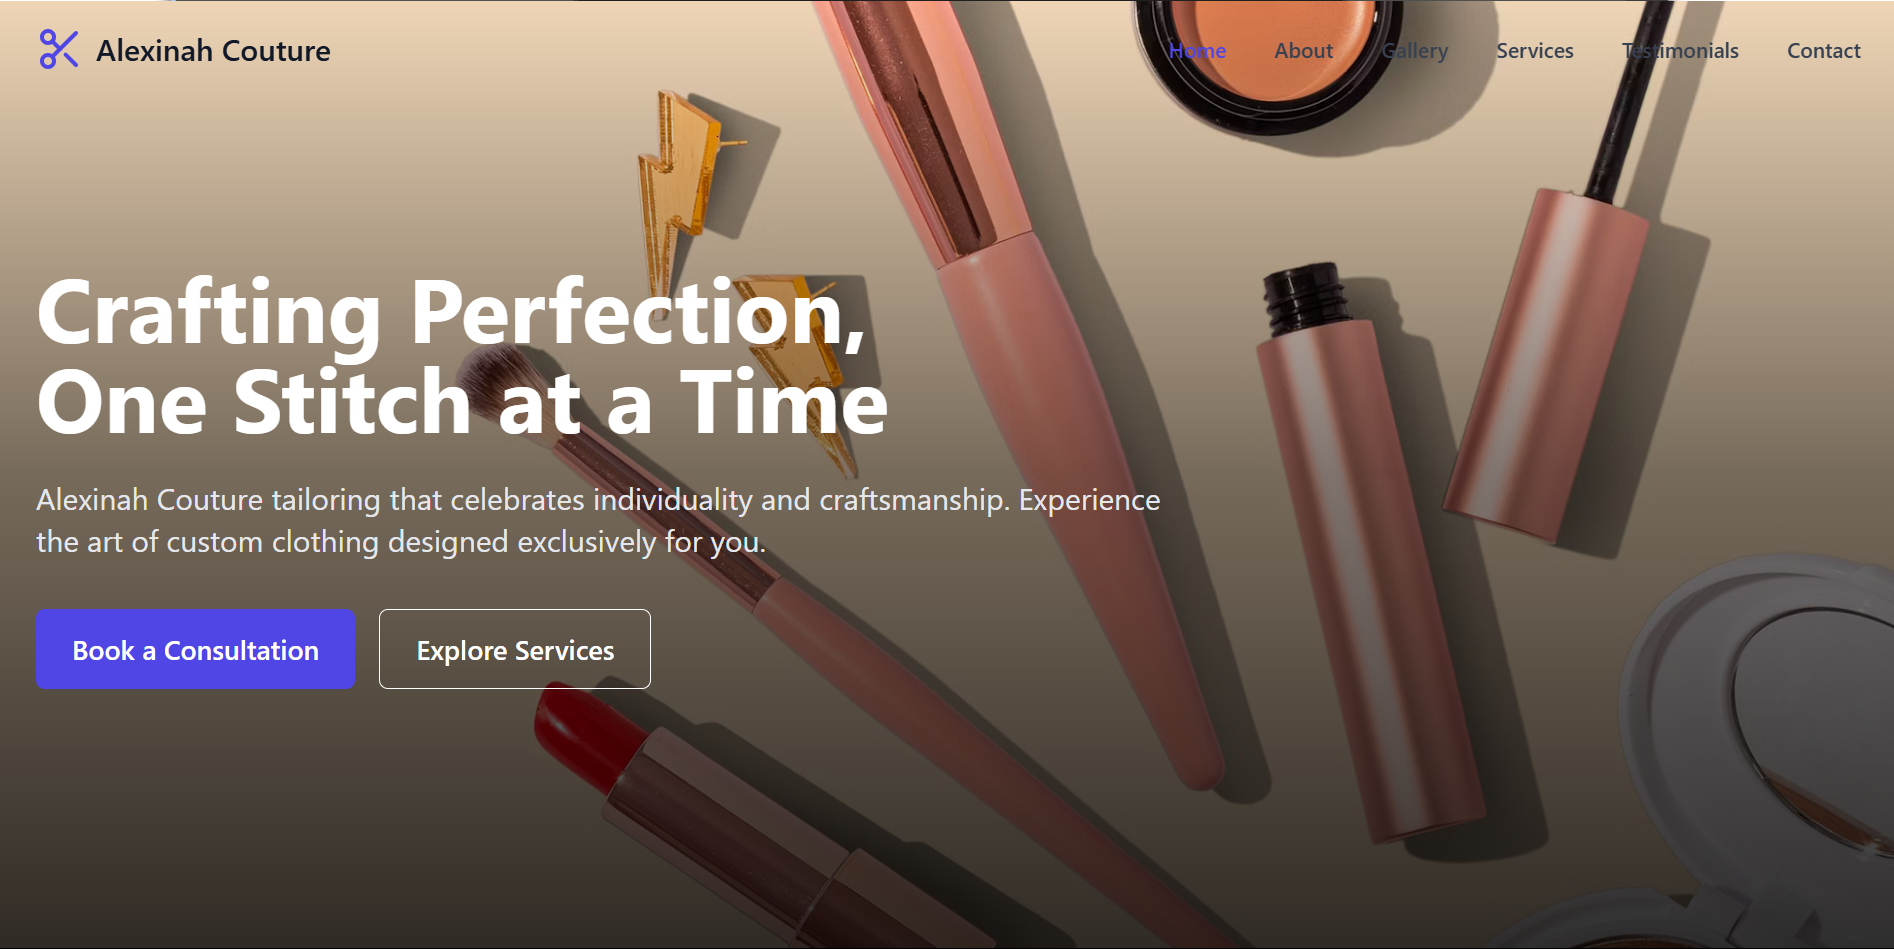 Alexinah Couture
Home About Gallery Services Testimonials Contact
Crafting Perfection,
One Stitch at a Time
Alexinah Couture tailoring that celebrates individuality and craftsmanship. Experience
the art of custom clothing designed exclusively for you.
Book a Consultation
Explore Services